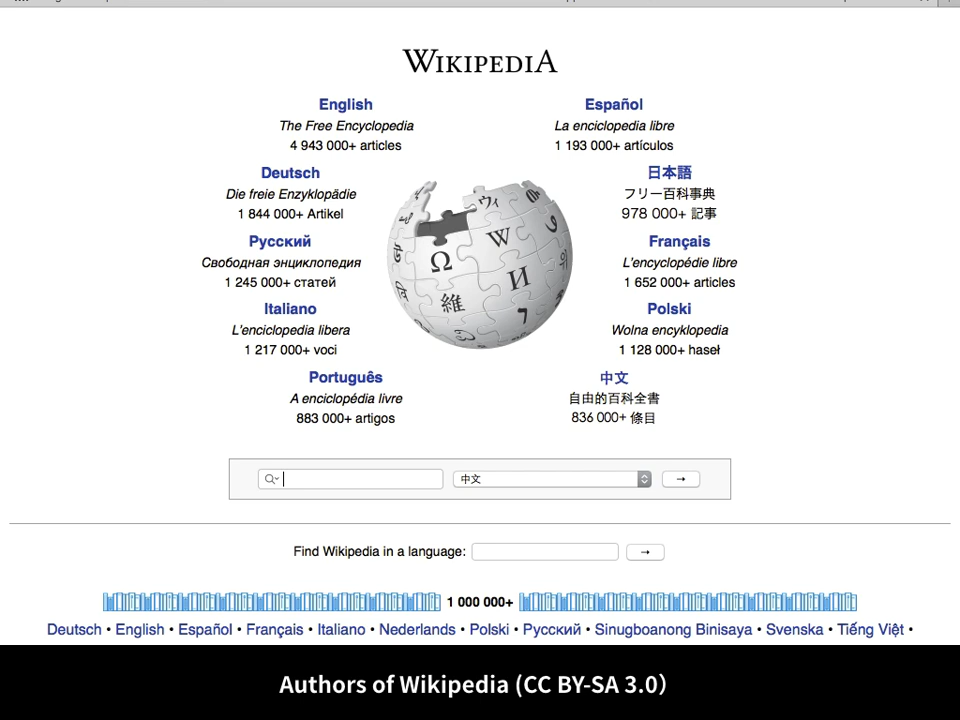 WIKIPEDIA
English
The Free Encyclopedia
4 943 000+ articles
Español
La enciclopedia libre
1 193 000+ artículos
Deutsch
Die freie Enzyklopädie
1 844 000+ Artikel
日本語
フリー百科事典
978 000+ 記事
Русский
Свободная энциклопедия
1 245 000+ статей
Français
L'encyclopédie libre
1 652 000+ articles
Italiano
L'enciclopedia libera
1 217 000+ voci
Polski
Wolna encyklopedia
1 128 000+ haseł
Português
A enciclopédia livre
883 000+ artigos
中文
自由的百科全書
836 000+ 條目
ウィ
W
Ω
И
維
中文
→
Find Wikipedia in a language: →
1 000 000+
Deutsch • English • Español • Français • Italiano • Nederlands • Polski • Русский • Sinugboanong Binisaya • Svenska • Tiếng Việt •
Authors of Wikipedia (CC BY-SA 3.0）